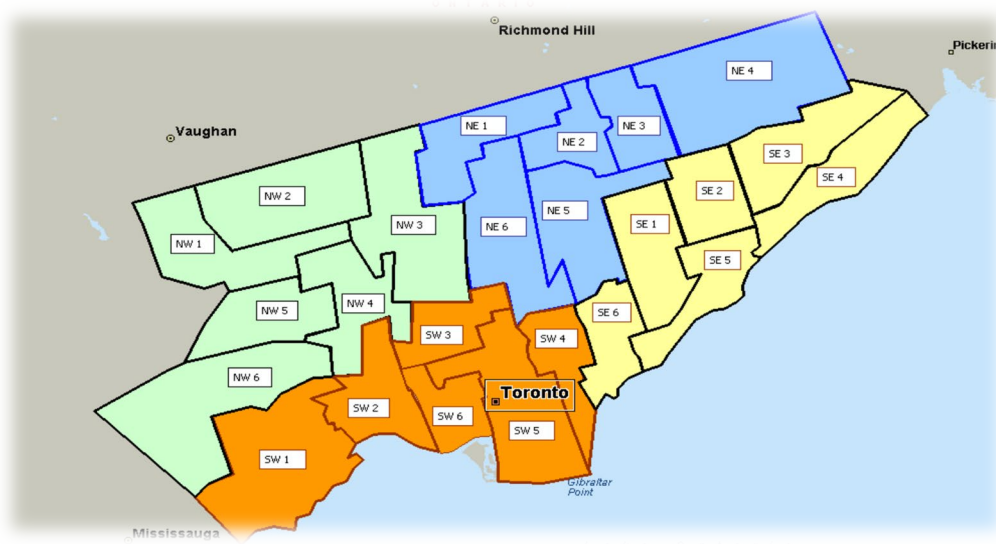 ONTARIO
Richmond Hill
Pickerin
NE 4
NE 1
NE 3
Vaughan
NE 2
SE 3
SE 4
SE 2
NW 2
NE 5
SE 1
NW 3
NE 6
NW 1
SE 5
NW 4
NW 5
SE 6
SW 3
SW 4
NW 6
Toronto
SW 2
SW 6
SW 5
SW 1
Gibraltar
Point
Mississauga